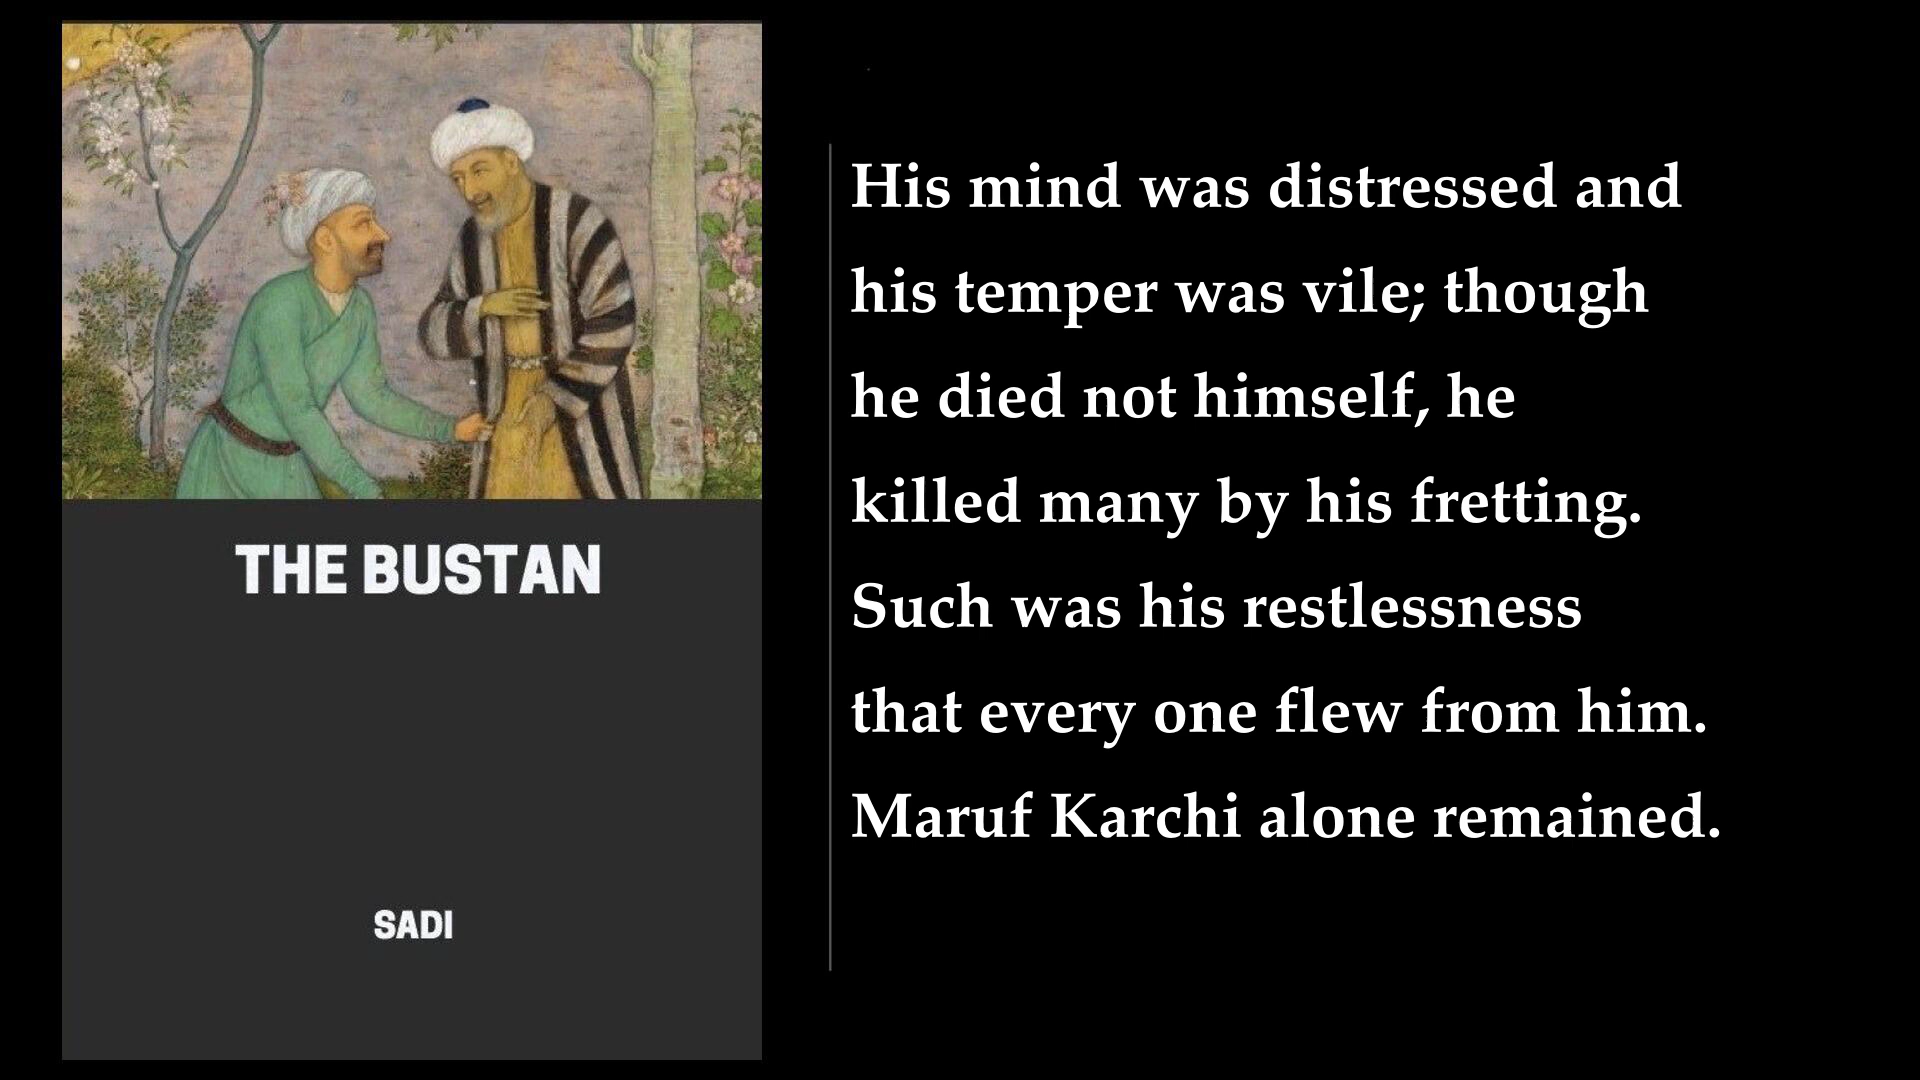 THE BUSTAN
SADI
His mind was distressed and
his temper was vile; though
he died not himself, he
killed many by his fretting.
Such was his restlessness
that every one flew from him.
Maruf Karchi alone remained.